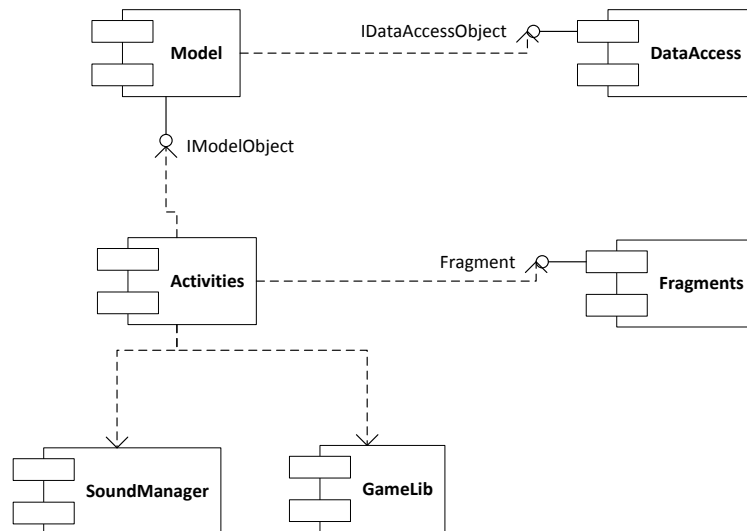 IDataAccessObject
Model
DataAccess
IModelObject
Fragment
Activities
Fragments
SoundManager
GameLib